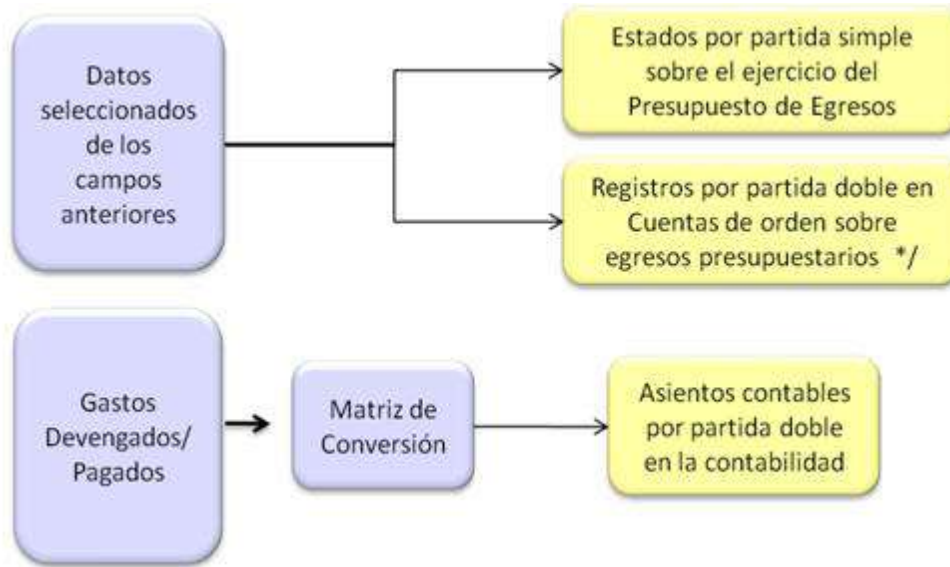 Datos
seleccionados
de los
campos
anteriores
Estados por partida simple
sobre el ejercicio del
Presupuesto de Egresos
Registros por partida doble en
Cuentas de orden sobre
egresos presupuestarios */
Gastos
Devengados/
Pagados
Matriz de
Conversión
Asientos contables
por partida doble
en la contabilidad